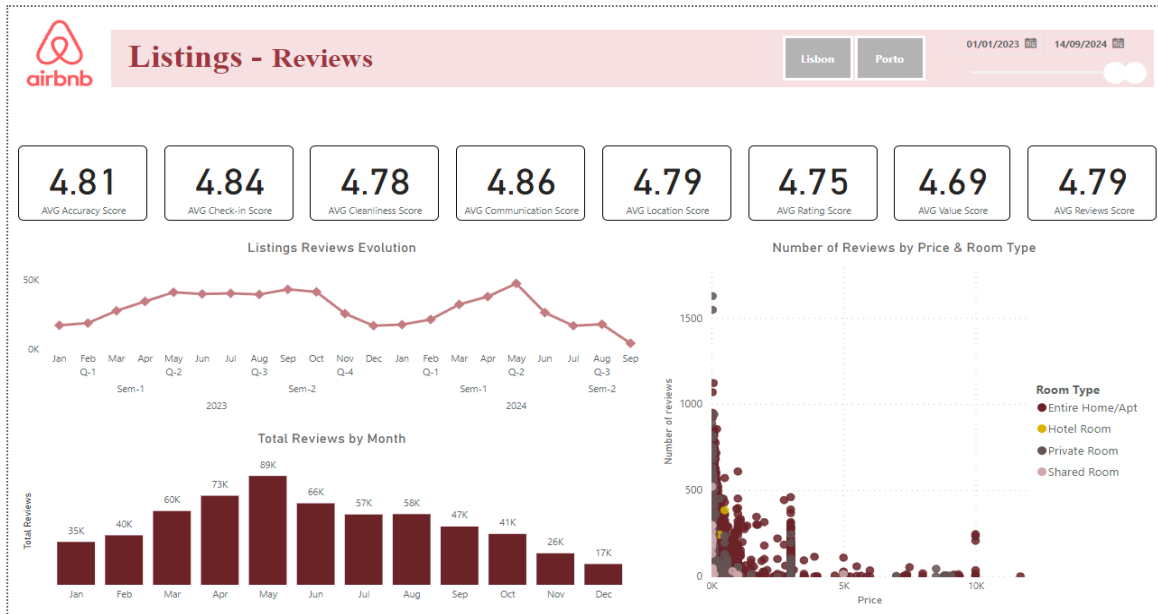 airbnb
Listings - Reviews
Lisbon
Porto
01/01/2023
14/09/2024
4.81
AVG Accuracy Score
4.84
AVG Check-in Score
4.78
AVG Cleanliness Score
4.86
AVG Communication Score
4.79
AVG Location Score
4.75
AVG Rating Score
4.69
AVG Value Score
4.79
AVG Reviews Score
Listings Reviews Evolution
50K
0K
Jan Feb Mar Apr May Jun Jul Aug Sep Oct Nov Dec Jan Feb Mar Apr May Jun Jul Aug Sep
Q-1 Q-2 Q-3 Q-4 Q-1 Q-2 Q-3
Sem-1 Sem-2 Sem-1 Sem-2
2023 2024
Total Reviews by Month
Total Reviews
35K 40K 60K 73K 89K 66K 57K 58K 47K 41K 26K 17K
Jan Feb Mar Apr May Jun Jul Aug Sep Oct Nov Dec
Number of Reviews by Price & Room Type
Number of reviews
1500
1000
500
0
0K 5K 10K
Price
Room Type
Entire Home/Apt
Hotel Room
Private Room
Shared Room